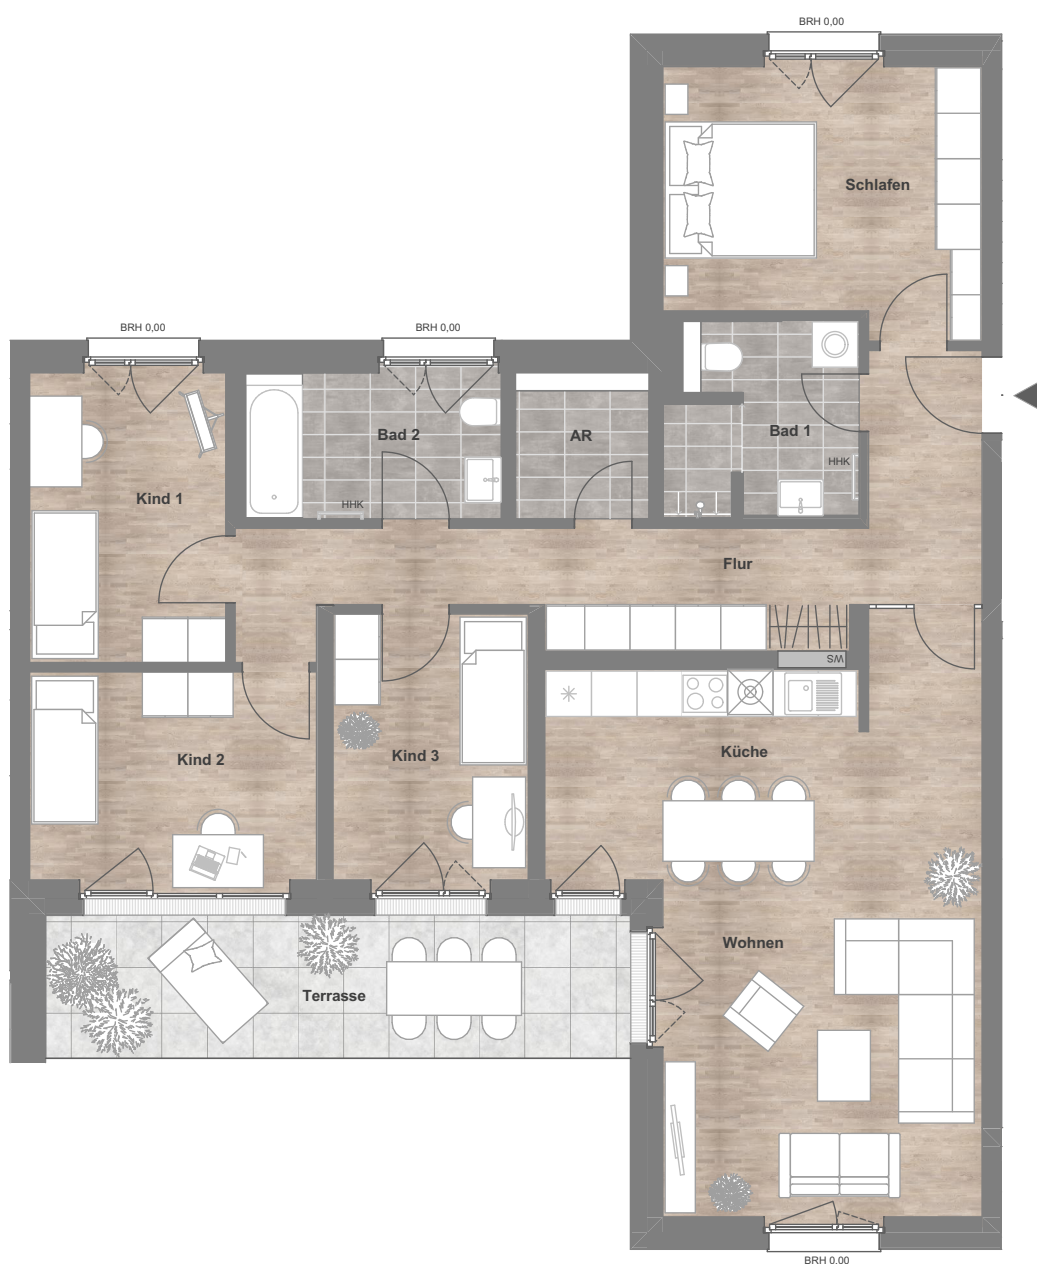 BRH 0,00
Schlafen
BRH 0,00
BRH 0,00
Bad 2
AR
Bad 1
HHK
Kind 1
HHK
Flur
WS
Küche
Kind 2
Kind 3
Wohnen
Terrasse
BRH 0,00